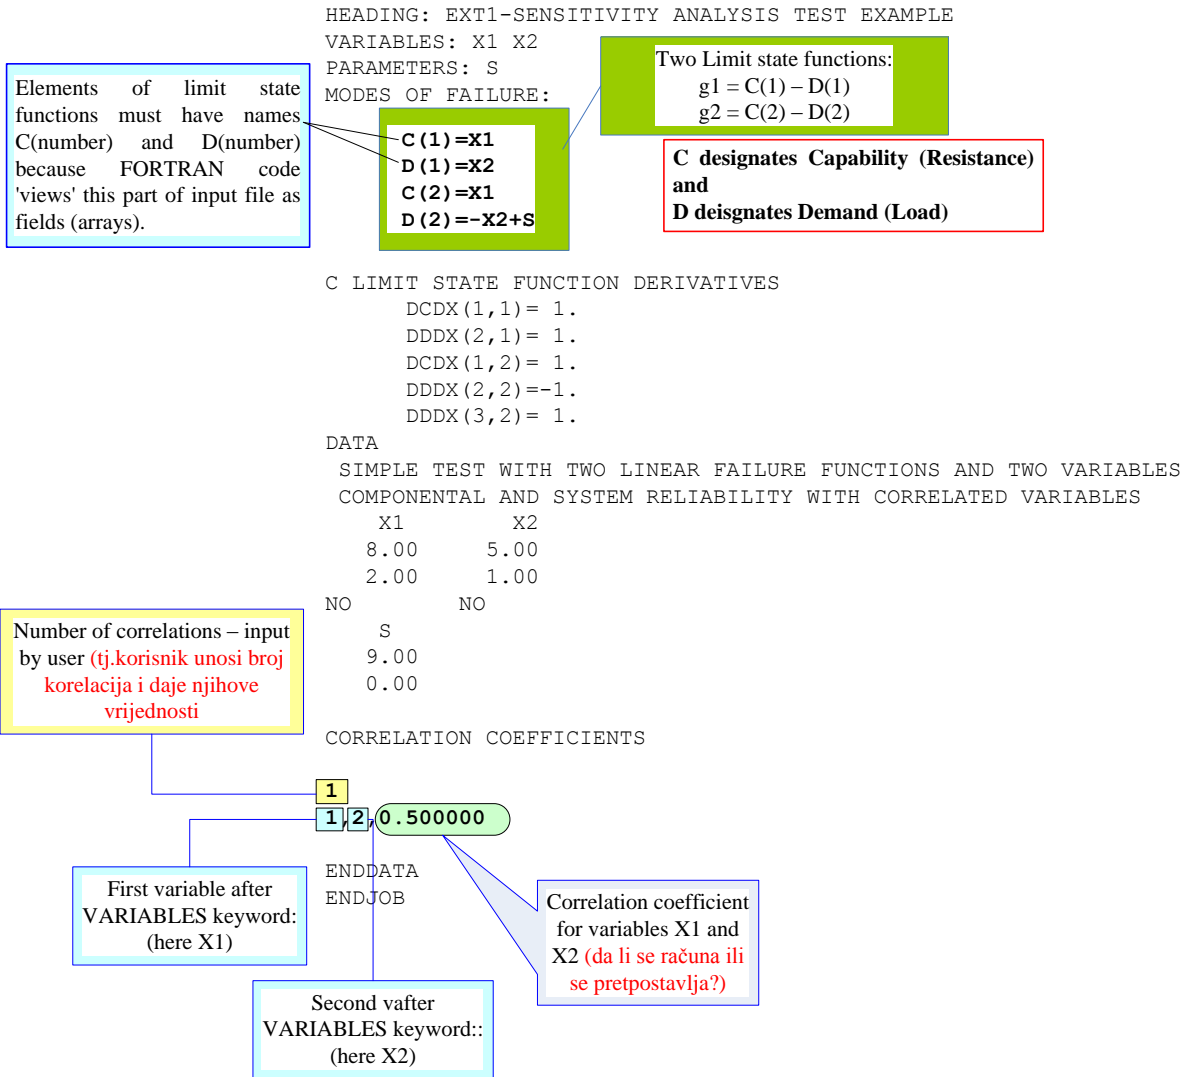 HEADING: EXT1-SENSITIVITY ANALYSIS TEST EXAMPLE
VARIABLES: X1 X2
PARAMETERS: S
MODES OF FAILURE:
Elements of limit state
functions must have names
C(number) and D(number)
because FORTRAN code
'views' this part of input file as
fields (arrays).
C(1)=X1
D(1)=X2
C(2)=X1
D(2)=-X2+S
Two Limit state functions:
g1 = C(1) – D(1)
g2 = C(2) – D(2)
C designates Capability (Resistance)
and
D deisgnates Demand (Load)
C LIMIT STATE FUNCTION DERIVATIVES
DCDX(1,1)= 1.
DDDX(2,1)= 1.
DCDX(1,2)= 1.
DDDX(2,2)=-1.
DDDX(3,2)= 1.
DATA
SIMPLE TEST WITH TWO LINEAR FAILURE FUNCTIONS AND TWO VARIABLES
COMPONENTAL AND SYSTEM RELIABILITY WITH CORRELATED VARIABLES
X1 X2
8.00 5.00
2.00 1.00
NO NO
S
9.00
0.00
Number of correlations – input
by user (tj.korisnik unosi broj
korelacija i daje njihove
vrijednosti
CORRELATION COEFFICIENTS
1
1,2,0.500000
ENDDATA
ENDJOB
First variable after
VARIABLES keyword:
(here X1)
Correlation coefficient
for variables X1 and
X2 (da li se računa ili
se pretpostavlja?)
Second vafter
VARIABLES keyword::
(here X2)